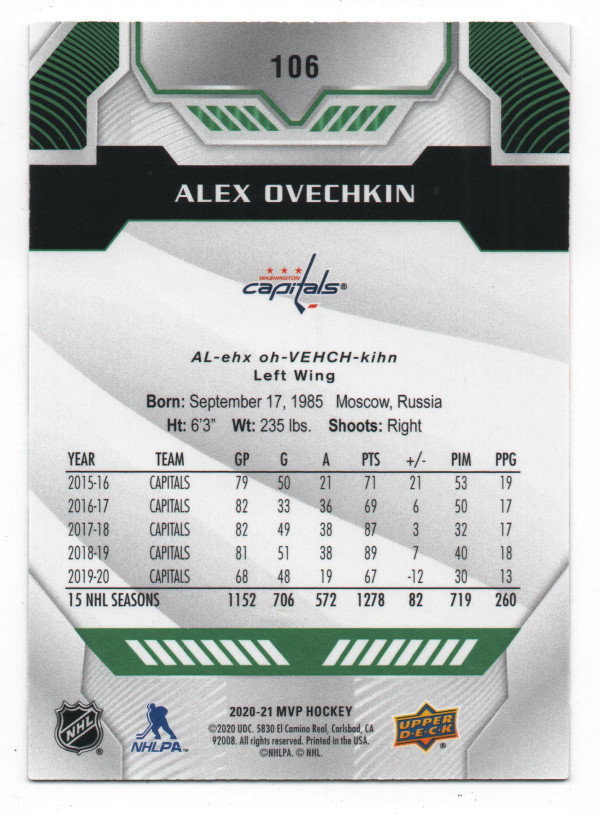 106
ALEX OVECHKIN
WASHINGTON
capitals®
AL-ehx oh-VEHCH-kihn
Left Wing
Born: September 17, 1985 Moscow, Russia
Ht: 6'3" Wt: 235 lbs. Shoots: Right
YEAR TEAM GP G A PTS +/- PIM PPG
2015-16 CAPITALS 79 50 21 71 21 53 19
2016-17 CAPITALS 82 33 36 69 6 50 17
2017-18 CAPITALS 82 49 38 87 3 32 17
2018-19 CAPITALS 81 51 38 89 7 40 18
2019-20 CAPITALS 68 48 19 67 -12 30 13
15 NHL SEASONS 1152 706 572 1278 82 719 260
NHL ®
NHLPA™
2020-21 MVP HOCKEY
©2020 UDC. 5830 El Camino Real, Carlsbad, CA
92008. All rights reserved. Printed in the USA.
©NHLPA. © NHL.
UPPER
D·E·C·K
®